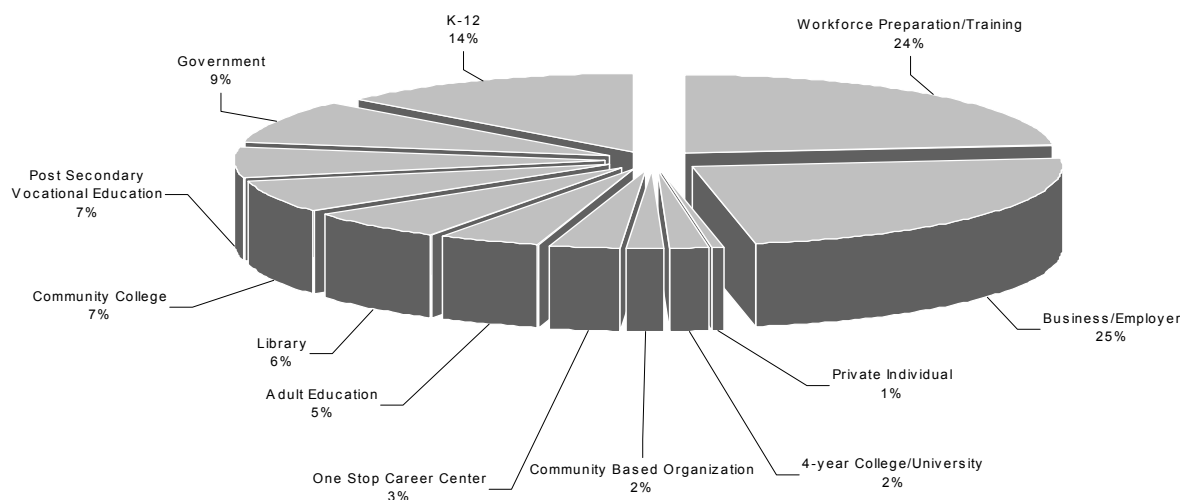 K-12
14%
Workforce Preparation/Training
24%
Government
9%
Post Secondary
Vocational Education
7%
Community College
7%
Library
6%
Adult Education
5%
One Stop Career Center
3%
Community Based Organization
2%
4-year College/University
2%
Private Individual
1%
Business/Employer
25%